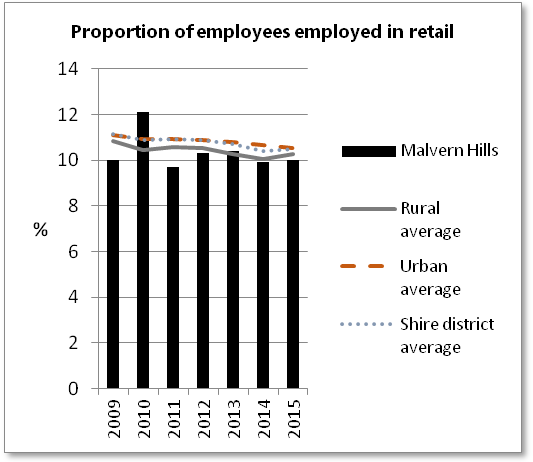 Proportion of employees employed in retail
14
12
10
8
6
4
2
0
%
2009
2010
2011
2012
2013
2014
2015
Malvern Hills
Rural
average
Urban
average
Shire district
average